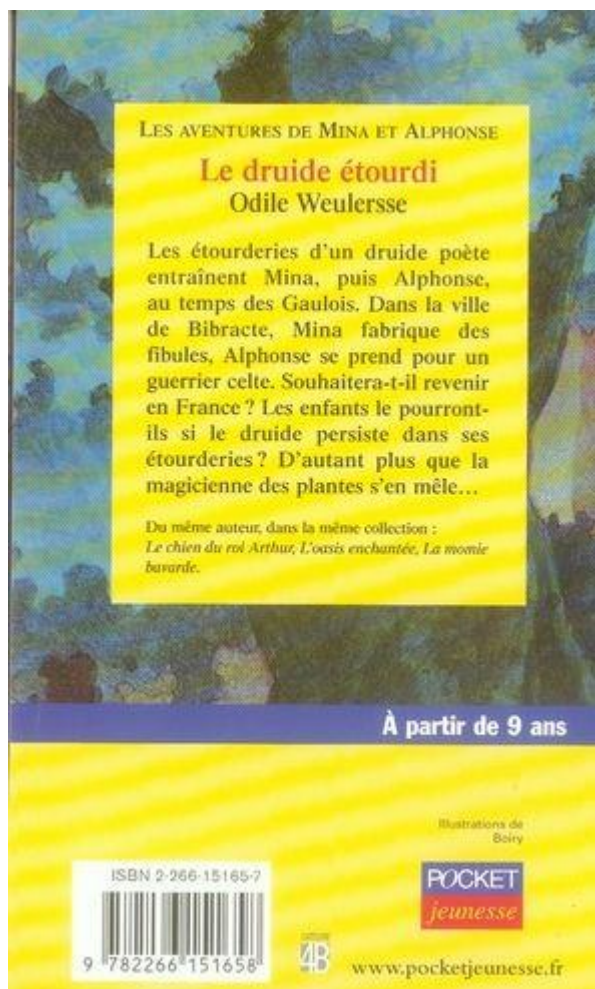 LES AVENTURES DE MINA ET ALPHONSE
Le druide étourdi
Odile Weulersse
Les étourderies d'un druide poète
entraînent Mina, puis Alphonse,
au temps des Gaulois. Dans la ville
de Bibracte, Mina fabrique des
fibules, Alphonse se prend pour un
guerrier celte. Souhaitera-t-il revenir
en France ? Les enfants le pourront-
ils si le druide persiste dans ses
étourderies ? D'autant plus que la
magicienne des plantes s'en mêle…
Du même auteur, dans la même collection :
Le chien du roi Arthur, L'oasis enchantée, La momie
bavarde.
À partir de 9 ans
Illustrations de
Boiry
ISBN 2-266-15165-7
9 782266 151658
4B
POCKET
jeunesse
www.pocketjeunesse.fr